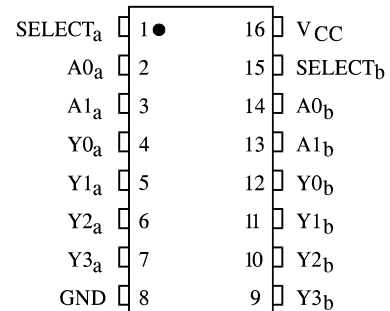 SELECTa 1 16 VCC
A0a 2 15 SELECTb
A1a 3 14 A0b
Y0a 4 13 A1b
Y1a 5 12 Y0b
Y2a 6 11 Y1b
Y3a 7 10 Y2b
GND 8 9 Y3b